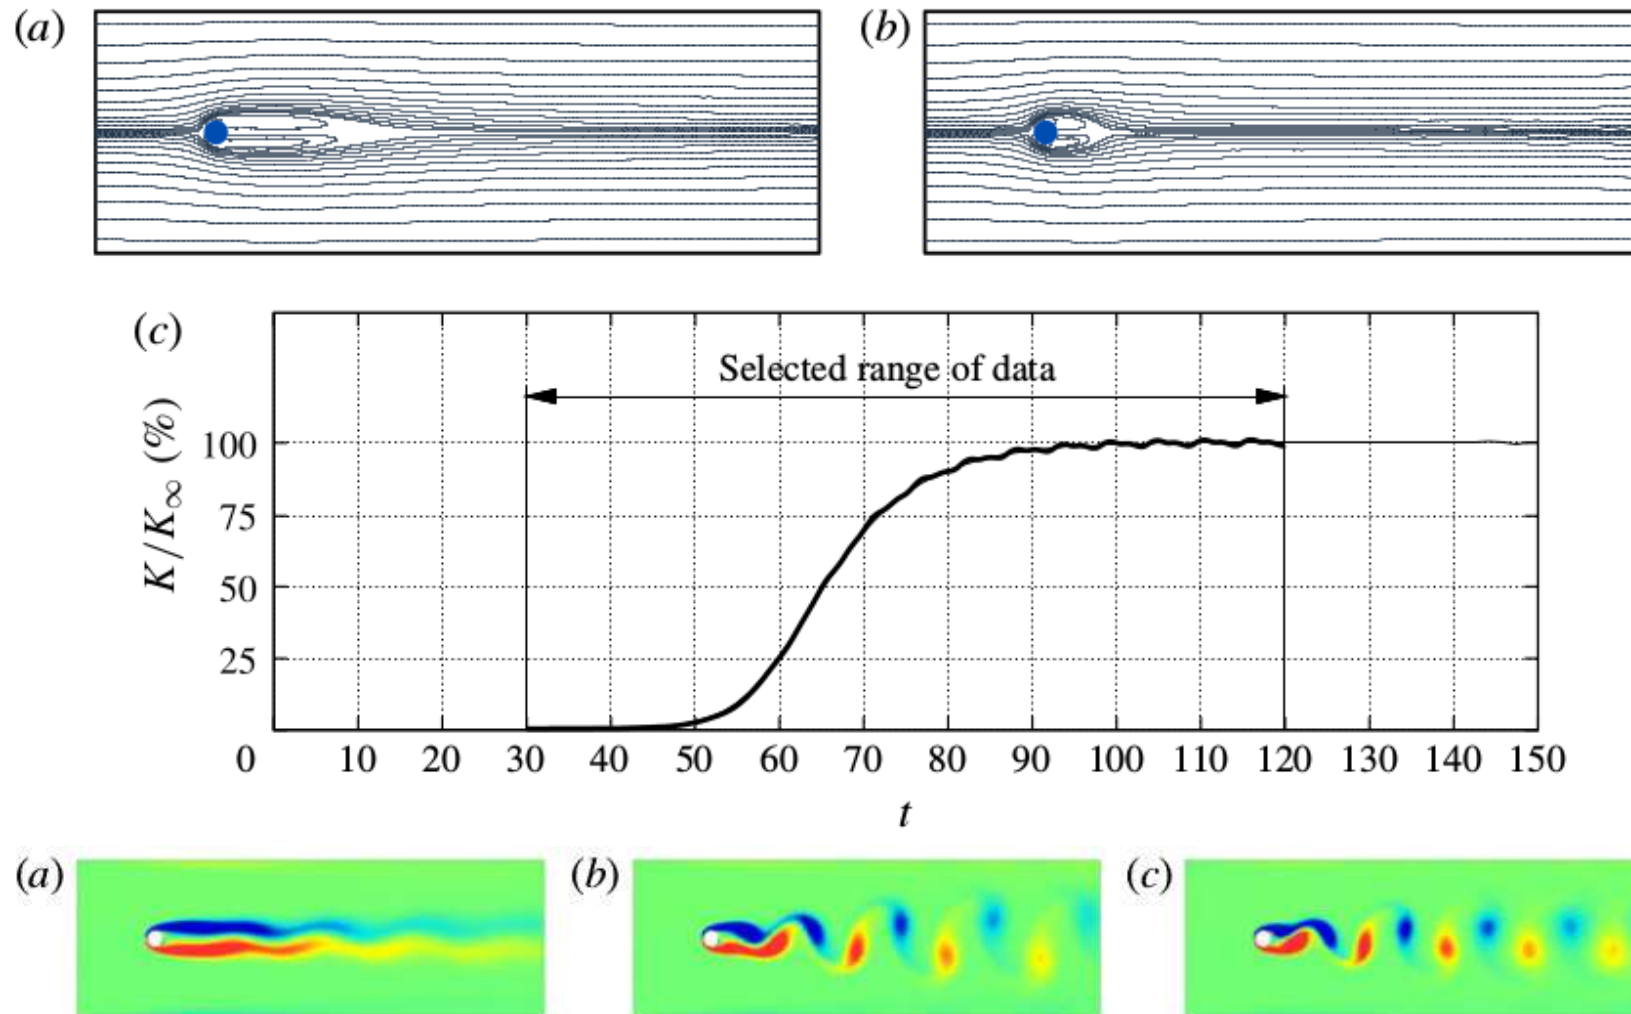 (a)
(b)
(c)
Selected range of data
K/K∞ (%)
100
75
50
25
0 10 20 30 40 50 60 70 80 90 100 110 120 130 140 150
t
(a)
(b)
(c)